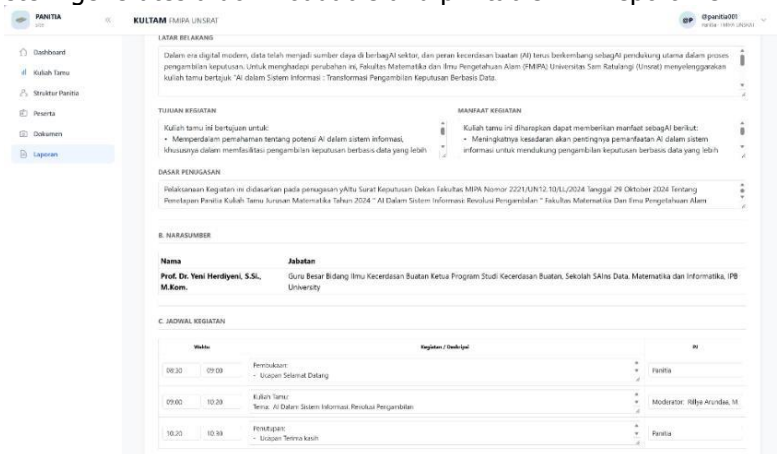 PANITIA
KULTAM FMIPA UNSRAT
@P
@panitia001
Dashboard
Kuliah Tamu
Struktur Panitia
Peserta
Dokumen
Laporan
LATAR BELAKANG
Dalam era digital modern, data telah menjadi sumber daya di berbagAI sektor, dan peran kecerdasan buatan (AI) terus berkembang sebagAI pendukung utama dalam proses
pengambilan keputusan. Untuk menghadapi perubahan ini, Fakultas Matematika dan Ilmu Pengetahuan Alam (FMIPA) Universitas Sam Ratulangi (Unsrat) menyelenggarakan
kuliah tamu bertajuk "AI dalam Sistem Informasi : Transformasi Pengambilan Keputusan Berbasis Data.
TUJUAN KEGIATAN
Kuliah tamu ini bertujuan untuk:
• Memperdalam pemahaman tentang potensi AI dalam sistem informasi,
khususnya dalam memfasilitasi pengambilan keputusan berbasis data yang lebih
MANFAAT KEGIATAN
Kuliah tamu ini diharapkan dapat memberikan manfaat sebagAI berikut:
• Meningkatnya kesadaran akan pentingnya pemanfaatan AI dalam sistem
informasi untuk mendukung pengambilan keputusan berbasis data yang lebih
DASAR PENUGASAN
Pelaksanaan Kegiatan ini didasarkan pada penugasan yAItu Surat Keputusan Dekan Fakultas MIPA Nomor 2221/UN12.10/LL/2024 Tanggal 29 Oktober 2024 Tentang
Penetapan Panitia Kuliah Tamu Jurusan Matematika Tahun 2024 " AI Dalam Sistem Informasi: Revolusi Pengambilan " Fakultas Matematika Dan Ilmu Pengetahuan Alam
B. NARASUMBER
Nama Jabatan
Prof. Dr. Yeni Herdiyeni, S.Si., M.Kom.
Guru Besar Bidang Ilmu Kecerdasan Buatan Ketua Program Studi Kecerdasan Buatan, Sekolah SAIns Data, Matematika dan Informatika, IPB
University
C. JADWAL KEGIATAN
Waktu Kegiatan / Deskripsi PJ
08:30 09:00 Pembukaan: Panitia
- Ucapan Selamat Datang
09:00 10:20 Kuliah Tamu: Moderator:
Tema: AI Dalam Sistem Informasi: Revolusi Pengambilan
10:20 10:30 Penutupan: Panitia
- Ucapan Terima kasih